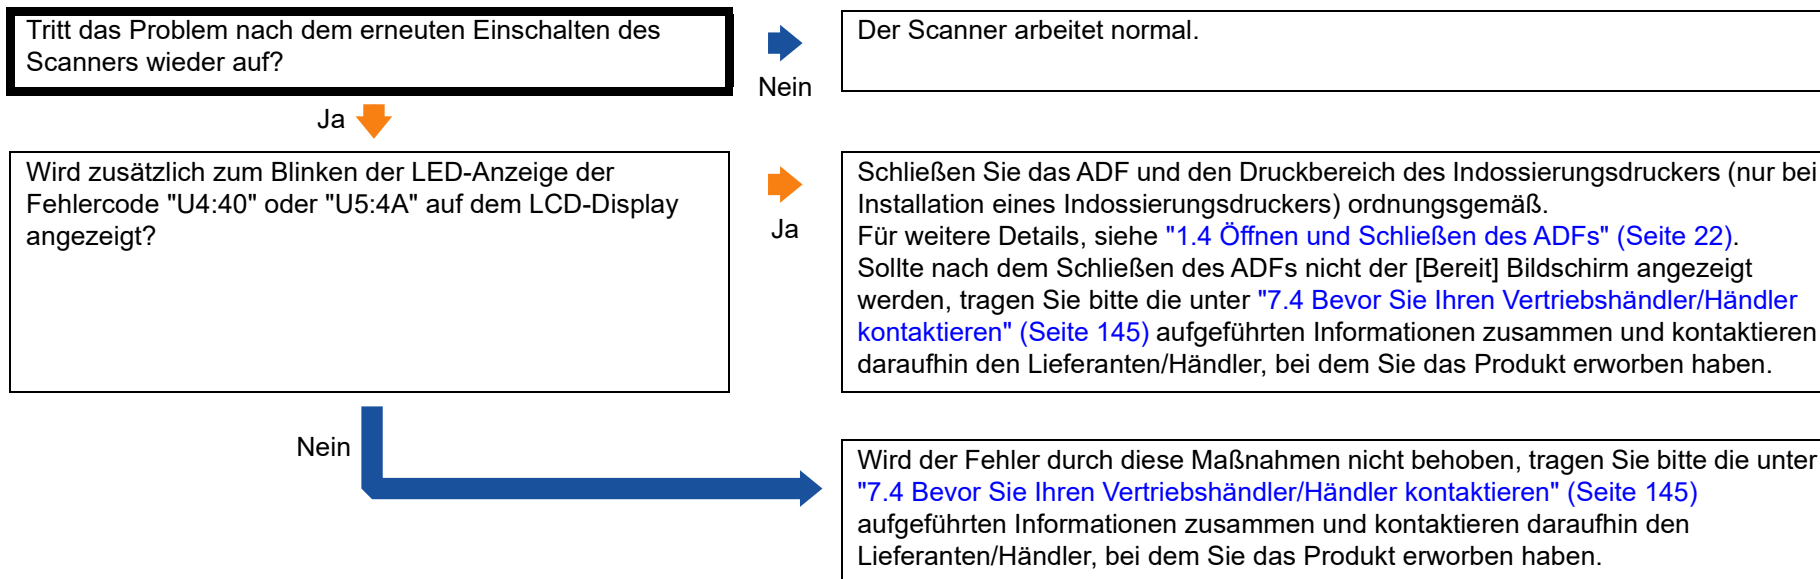 Tritt das Problem nach dem erneuten Einschalten des
Scanners wieder auf?
Nein
Der Scanner arbeitet normal.
Ja
Wird zusätzlich zum Blinken der LED-Anzeige der
Fehlercode "U4:40" oder "U5:4A" auf dem LCD-Display
angezeigt?
Ja
Schließen Sie das ADF und den Druckbereich des Indossierungsdruckers (nur bei
Installation eines Indossierungsdruckers) ordnungsgemäß.
Für weitere Details, siehe "1.4 Öffnen und Schließen des ADFs" (Seite 22).
Sollte nach dem Schließen des ADFs nicht der [Bereit] Bildschirm angezeigt
werden, tragen Sie bitte die unter "7.4 Bevor Sie Ihren Vertriebshändler/Händler
kontaktieren" (Seite 145) aufgeführten Informationen zusammen und kontaktieren
daraufhin den Lieferanten/Händler, bei dem Sie das Produkt erworben haben.
Nein
Wird der Fehler durch diese Maßnahmen nicht behoben, tragen Sie bitte die unter
"7.4 Bevor Sie Ihren Vertriebshändler/Händler kontaktieren" (Seite 145)
aufgeführten Informationen zusammen und kontaktieren daraufhin den
Lieferanten/Händler, bei dem Sie das Produkt erworben haben.